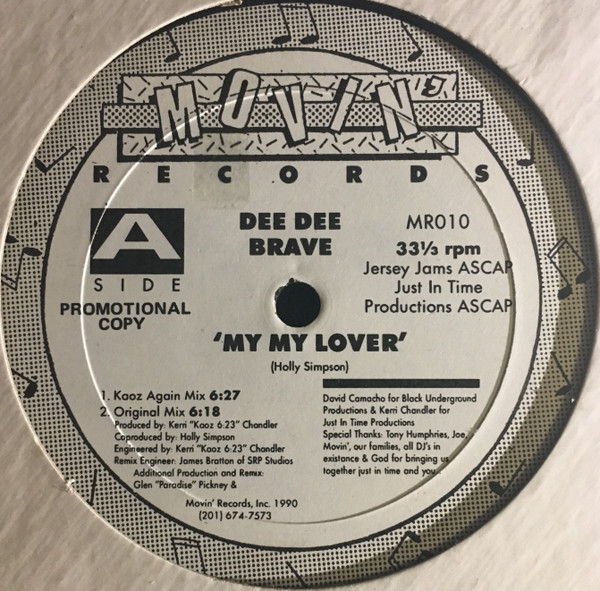 MOVIN'
RECORDS
A
SIDE
PROMOTIONAL
COPY
DEE DEE
BRAVE
MR010
33⅓ rpm
Jersey Jams ASCAP
Just In Time
Productions ASCAP
'MY MY LOVER'
(Holly Simpson)
1. Kaoz Again Mix 6:27
2. Original Mix 6:18
Produced by: Kerri "Kaoz 6:23" Chandler
Coproduced by: Holly Simpson
Engineered by: Kerri "Kaoz 6:23" Chandler
Remix Engineer: James Bratton of SRP Studios
Additional Production and Remix:
Glen "Paradise" Pickney &
David Camacho for Black Underground
Productions & Kerri Chandler for
Just In Time Productions
Special Thanks: Tony Humphries, Joe,
Movin', our families, all DJ's in
existance & God for bringing us
together just in time and you..
Movin' Records, Inc. 1990
(201) 674-7573